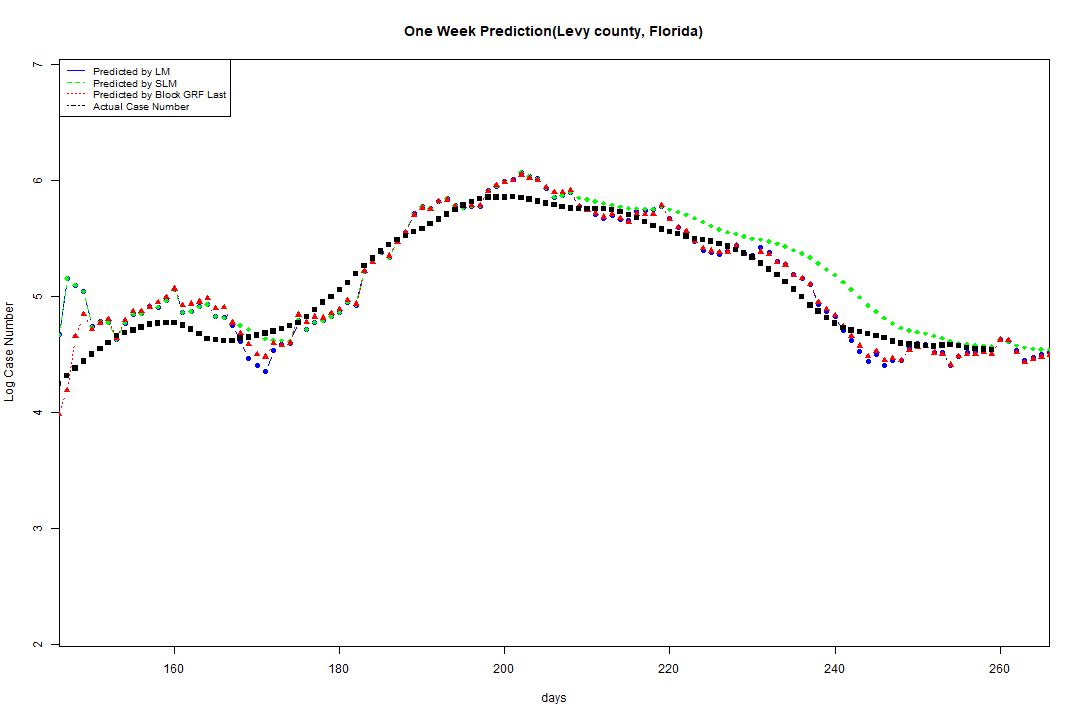 One Week Prediction(Levy county, Florida)
Predicted by LM
Predicted by SLM
Predicted by Block GRF Last
Actual Case Number
Log Case Number
7
6
5
4
3
2
160 180 200 220 240 260
days